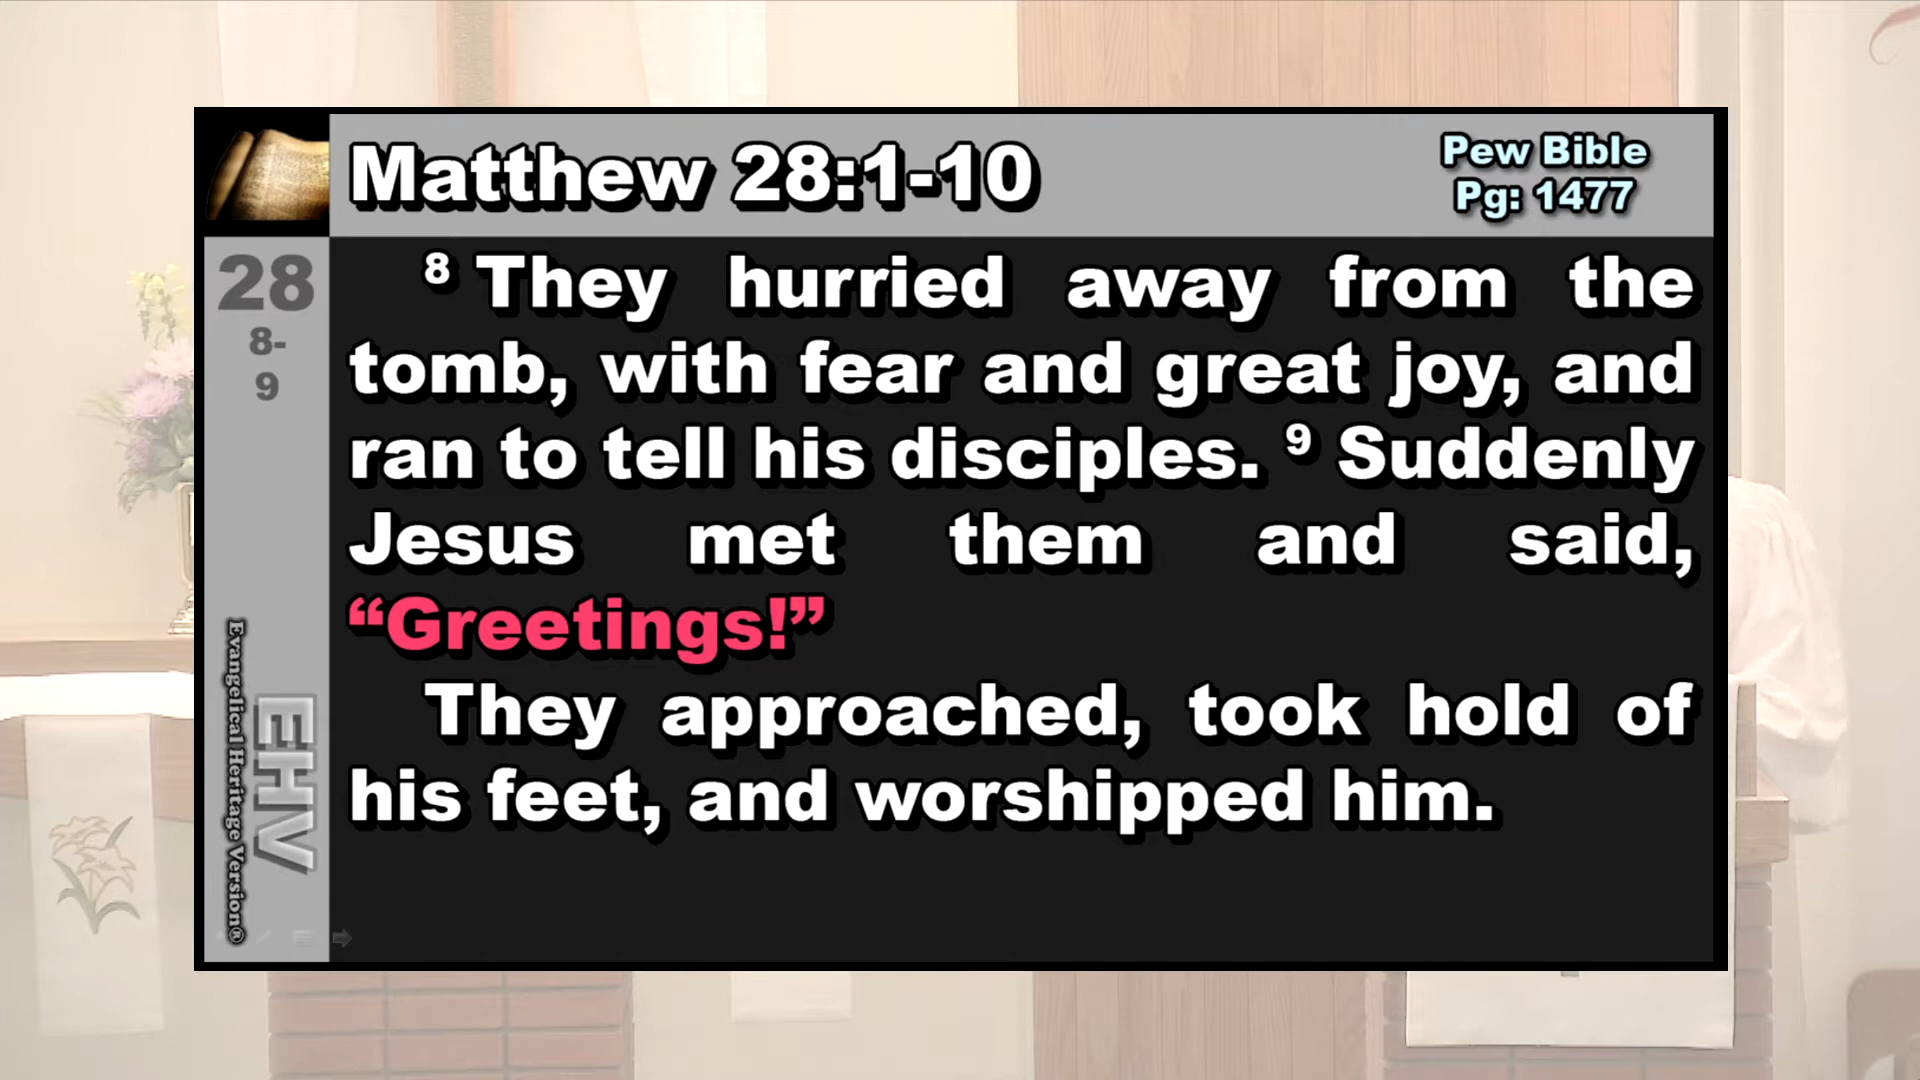 Matthew 28:1-10
Pew Bible
Pg: 1477
28
8-
9
⁸ They hurried away from the
tomb, with fear and great joy, and
ran to tell his disciples. ⁹ Suddenly
Jesus met them and said,
“Greetings!”
They approached, took hold of
his feet, and worshipped him.
EHV
Evangelical Heritage Version®